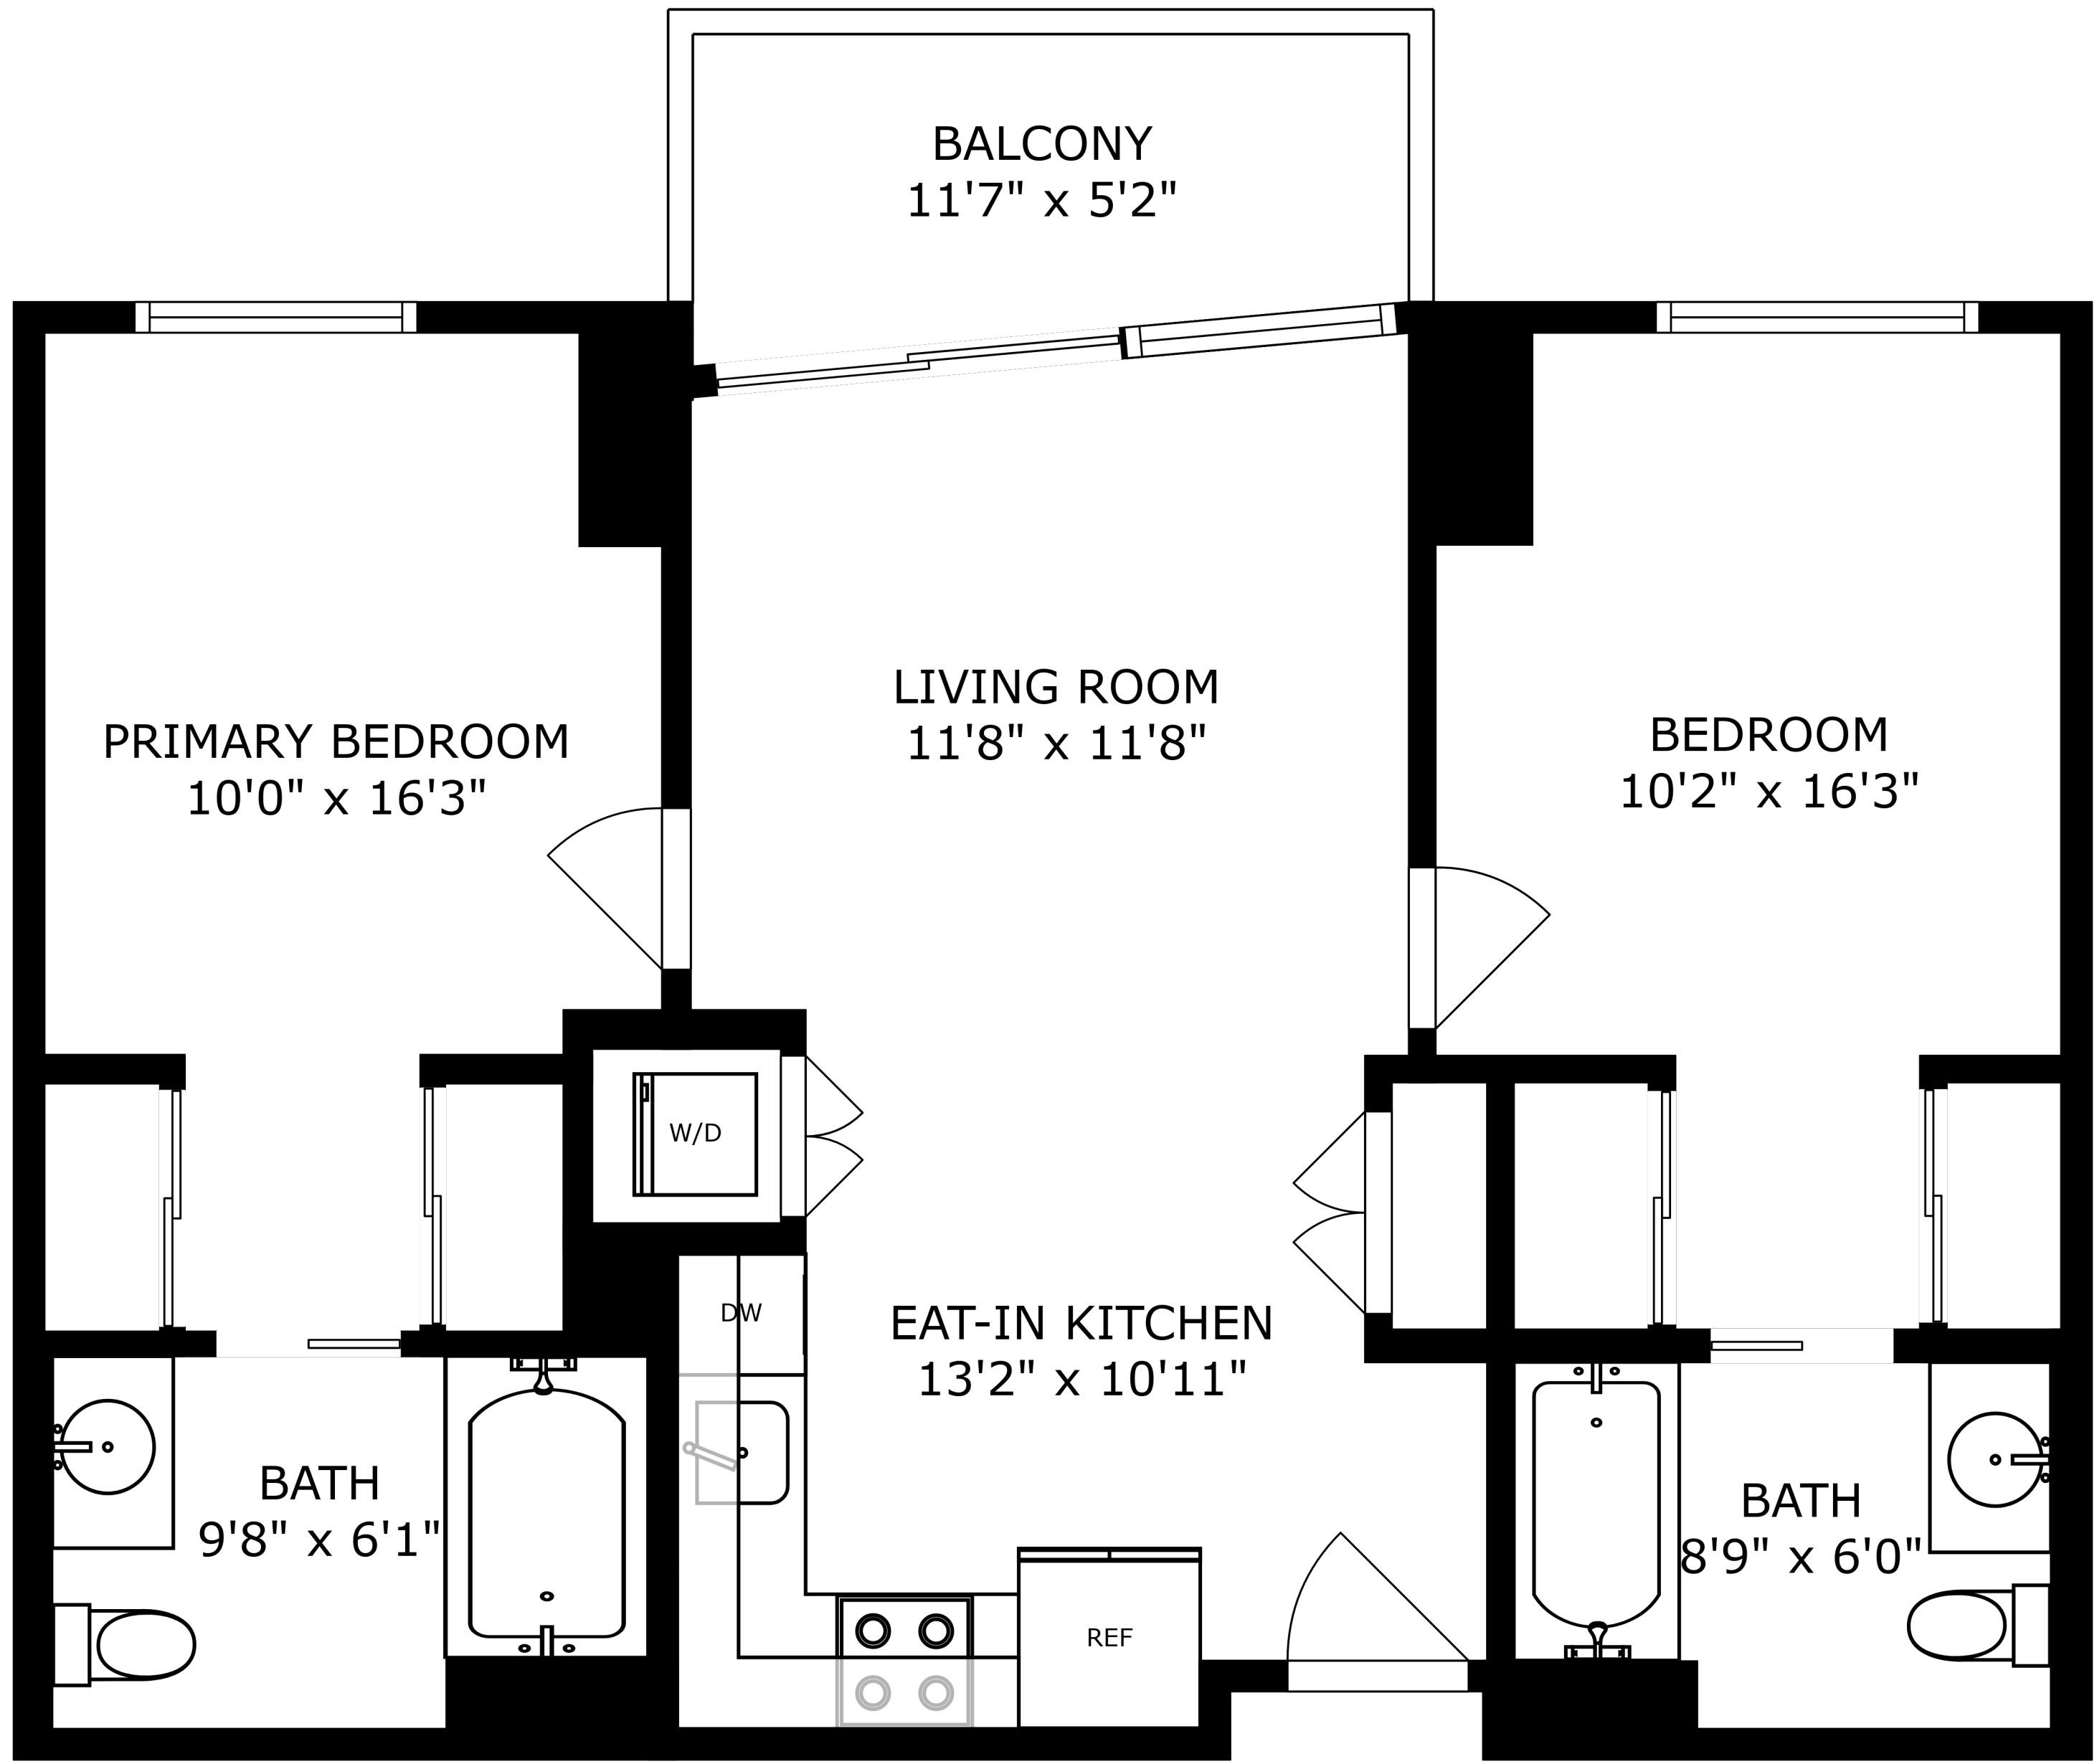 BALCONY
11'7" x 5'2"
LIVING ROOM
11'8" x 11'8"
PRIMARY BEDROOM
10'0" x 16'3"
BEDROOM
10'2" x 16'3"
W/D
DW
EAT-IN KITCHEN
13'2" x 10'11"
BATH
9'8" x 6'1"
BATH
8'9" x 6'0"
REF